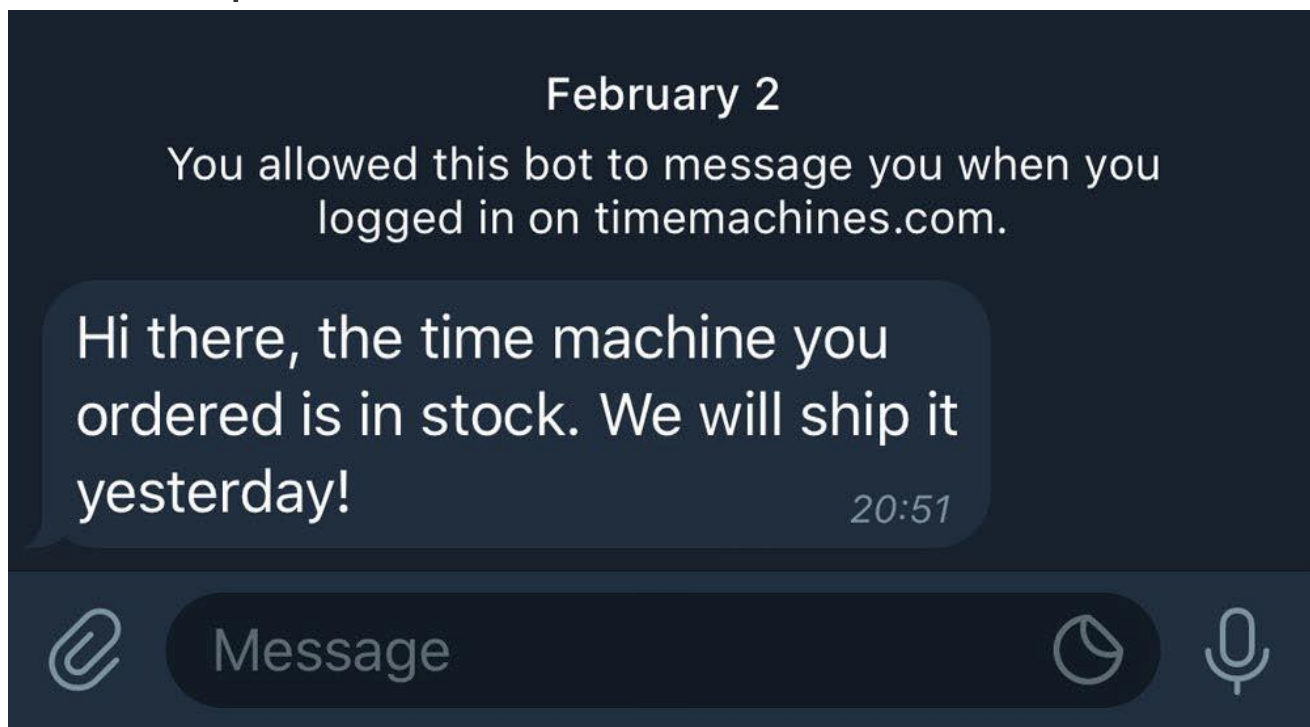 February 2
You allowed this bot to message you when you
logged in on timemachines.com.
Hi there, the time machine you
ordered is in stock. We will ship it
yesterday!
20:51
Message